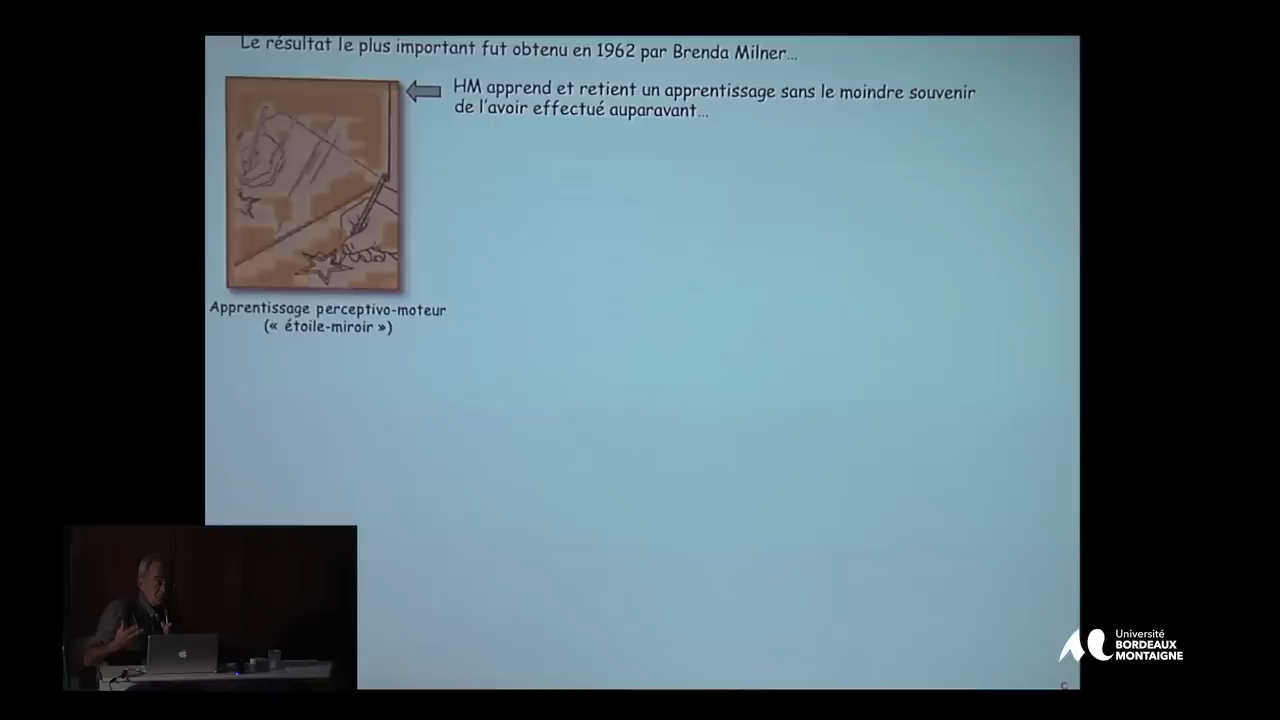 Le résultat le plus important fut obtenu en 1962 par Brenda Milner...
HM apprend et retient un apprentissage sans le moindre souvenir
de l'avoir effectué auparavant...
Apprentissage perceptivo-moteur
(« étoile-miroir »)
Université
BORDEAUX
MONTAIGNE